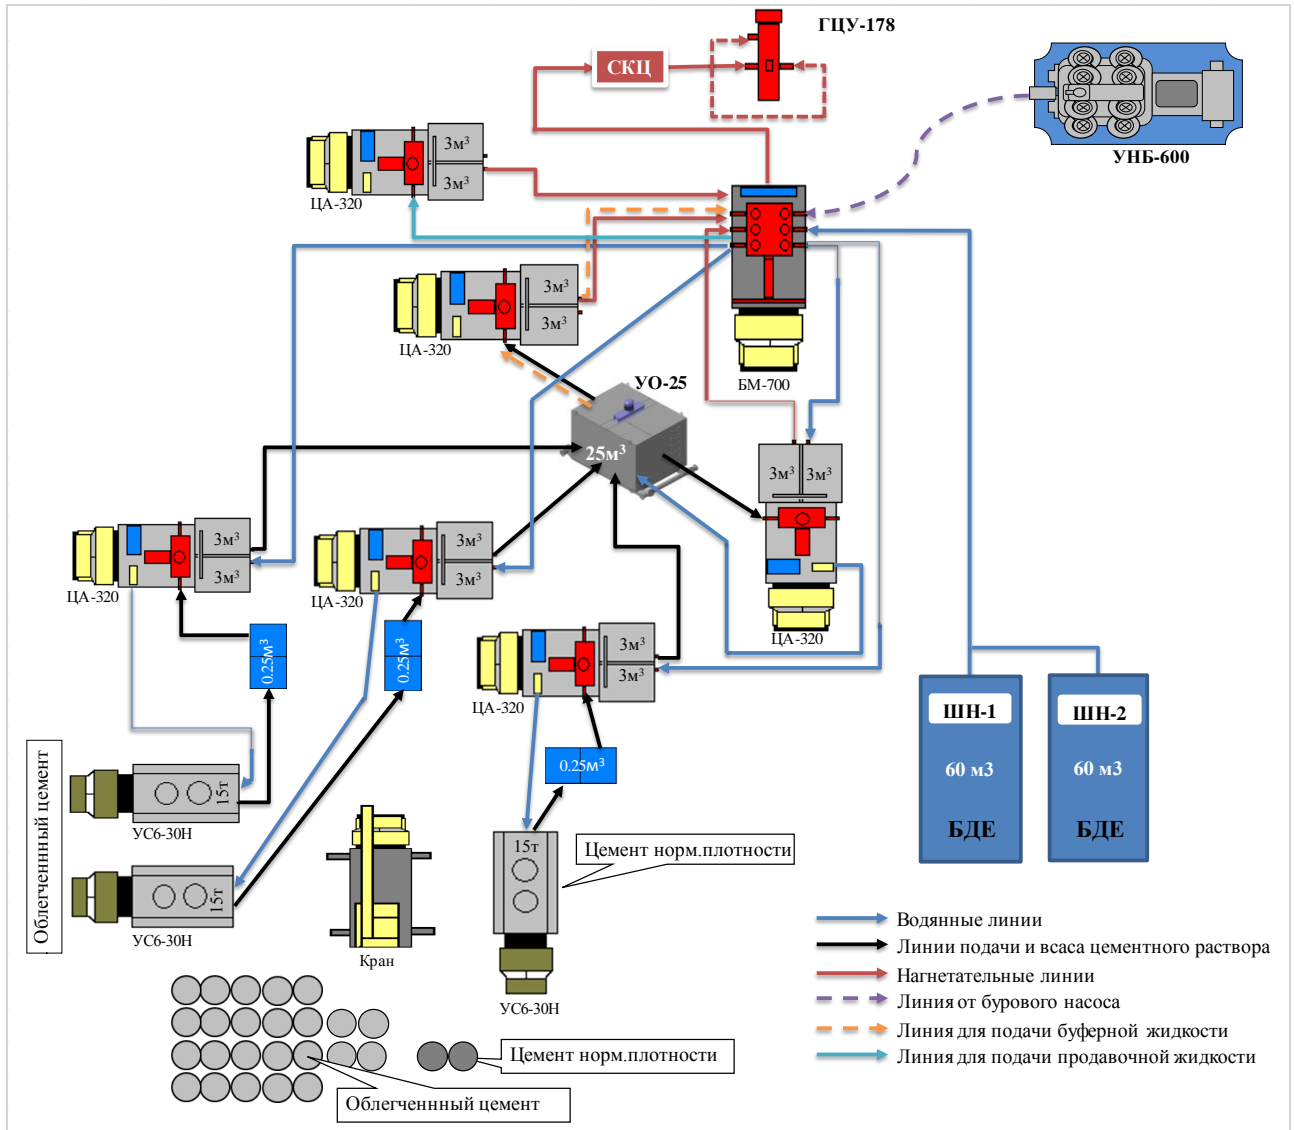 ГЦУ-178
СКЦ
УНБ-600
3м³
3м³
ЦА-320
3м³
3м³
ЦА-320
БМ-700
УО-25
25м³
3м³
3м³
ЦА-320
3м³
3м³
ЦА-320
3м³
3м³
ЦА-320
3м³
3м³
ЦА-320
0.25м³
0.25м³
0.25м³
ШН-1
60 м3
БДЕ
ШН-2
60 м3
БДЕ
Облегченнный цемент
15т
УС6-30Н
15т
УС6-30Н
Кран
15т
УС6-30Н
Цемент норм.плотности
Водянные линии
Линии подачи и всаса цементного раствора
Нагнетательные линии
Линия от бурового насоса
Линия для подачи буферной жидкости
Линия для подачи продавочной жидкости
Цемент норм.плотности
Облегченнный цемент